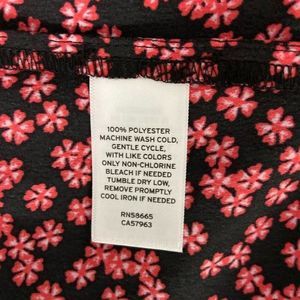 100% POLYESTER
MACHINE WASH COLD,
GENTLE CYCLE,
WITH LIKE COLORS
ONLY NON-CHLORINE
BLEACH IF NEEDED
TUMBLE DRY LOW,
REMOVE PROMPTLY
COOL IRON IF NEEDED
RN58665
CA57963